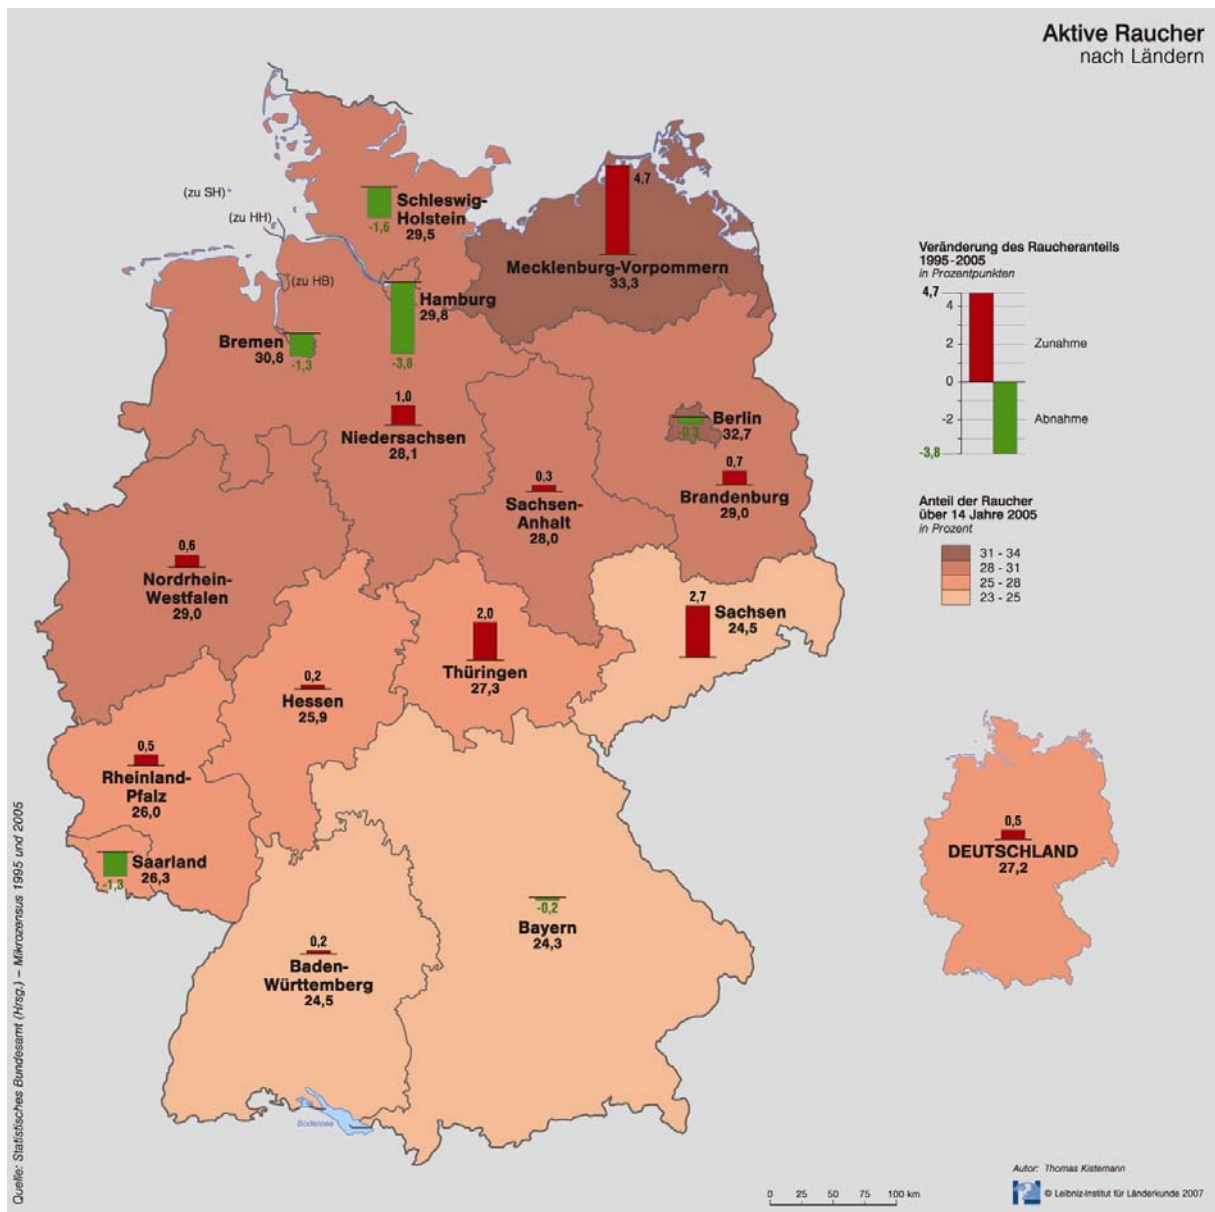 Aktive Raucher
nach Ländern
(zu SH)
(zu HH)
(zu HB)
-1,6
Schleswig-
Holstein
29,5
4,7
Mecklenburg-Vorpommern
33,3
Hamburg
29,8
-3,8
Bremen
30,8
-1,3
1,0
Niedersachsen
28,1
Berlin
32,7
0,7
Brandenburg
29,0
0,3
Sachsen-
Anhalt
28,0
0,6
Nordrhein-
Westfalen
29,0
2,7
Sachsen
24,5
2,0
Thüringen
27,3
0,2
Hessen
25,9
0,5
Rheinland-
Pfalz
26,0
Saarland
26,3
-1,3
-0,2
Bayern
24,3
0,2
Baden-
Württemberg
24,5
Bodensee
Veränderung des Raucheranteils
1995-2005
in Prozentpunkten
4,7
4
2
0
-2
-3,8
Zunahme
Abnahme
Anteil der Raucher
über 14 Jahre 2005
in Prozent
31 - 34
28 - 31
25 - 28
23 - 25
0,5
DEUTSCHLAND
27,2
Quelle: Statistisches Bundesamt (Hrsg.) – Mikrozensus 1995 und 2005
Autor: Thomas Kistemann
© Leibniz-Institut für Länderkunde 2007
0 25 50 75 100 km